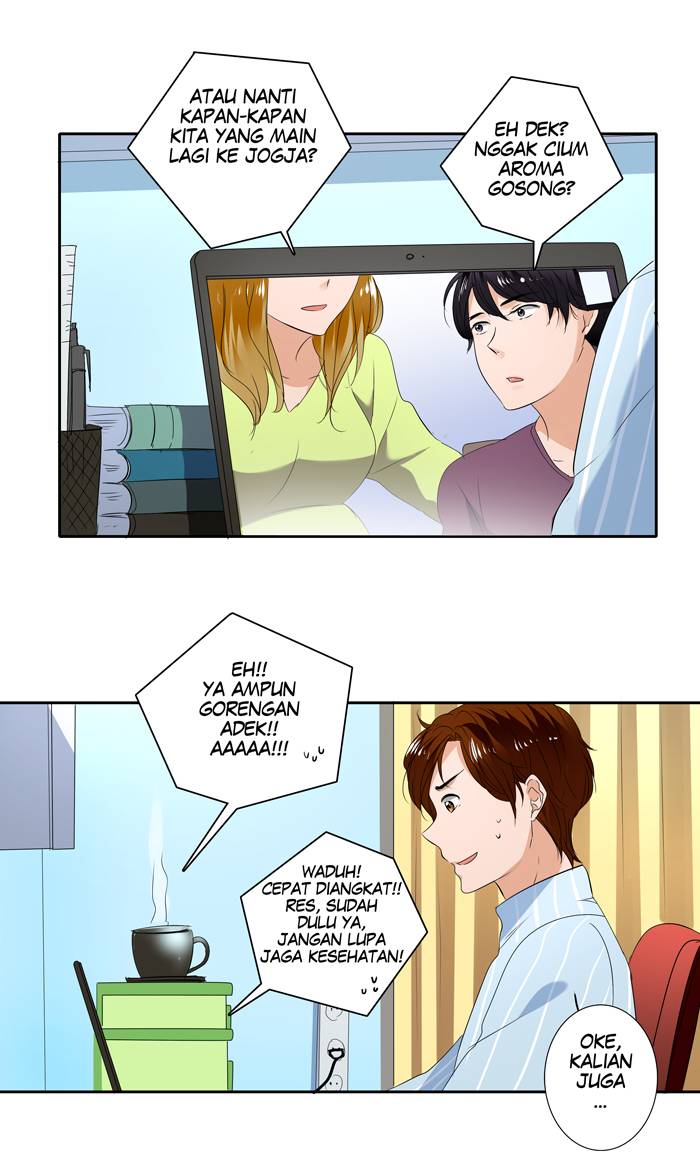 ATAU NANTI
KAPAN-KAPAN
KITA YANG MAIN
LAGI KE JOGJA?
EH DEK?
NGGAK CIUM
AROMA
GOSONG?
EH!!
YA AMPUN
GORENGAN
ADEK!!
AAAAA!!!
WADUH!
CEPAT DIANGKAT!!
RES, SUDAH
DULU YA,
JANGAN LUPA
JAGA KESEHATAN!
OKE,
KALIAN
JUGA
...